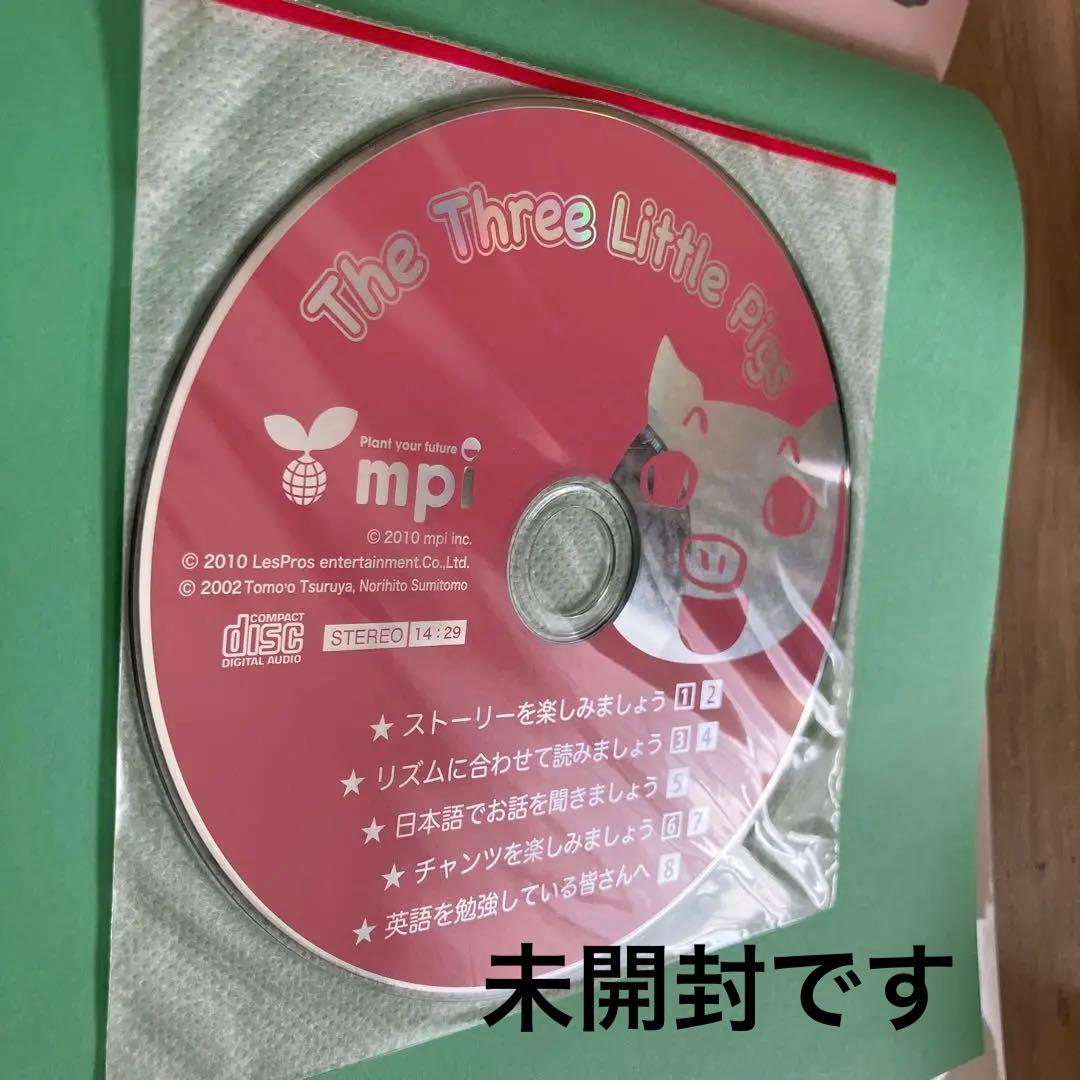 The Three Little Pigs
Plant your future
mpi
© 2010 mpi inc.
© 2010 LesPros entertainment.Co.,Ltd.
© 2002 Tomo'o Tsuruya, Norihito Sumitomo
COMPACT
disc
DIGITAL AUDIO
STEREO 14:29
★ ストーリーを楽しみましょう 1 2
★ リズムに合わせて読みましょう 3 4
★ 日本語でお話を聞きましょう 5
★ チャンツを楽しみましょう 6 7
★ 英語を勉強している皆さんへ 8
未開封です